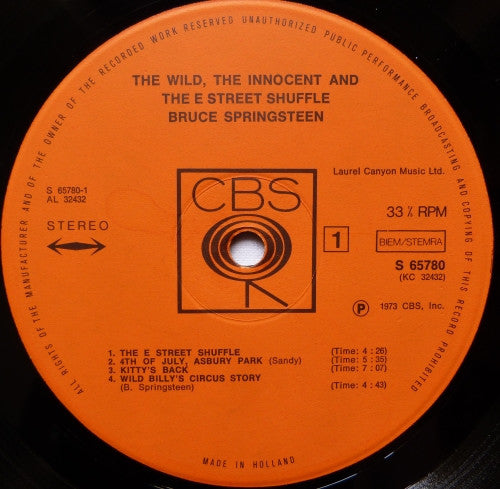 ALL RIGHTS OF THE MANUFACTURER AND OF THE OWNER OF THE RECORDED WORK RESERVED UNAUTHORIZED PUBLIC PERFORMANCE BROADCASTING AND COPYING OF THIS RECORD PROHIBITED
THE WILD, THE INNOCENT AND
THE E STREET SHUFFLE
BRUCE SPRINGSTEEN
Laurel Canyon Music Ltd.
S 65780-1
AL 32432
STEREO
CBS
1
33⅓ RPM
BIEM/STEMRA
S 65780
(KC 32432)
P 1973 CBS, Inc.
1. THE E STREET SHUFFLE (Time: 4 : 26)
2. 4TH OF JULY, ASBURY PARK (Sandy) (Time: 5 : 35)
3. KITTY'S BACK (Time: 7 : 07)
4. WILD BILLY'S CIRCUS STORY (Time: 4 : 43)
(B. Springsteen)
MADE IN HOLLAND